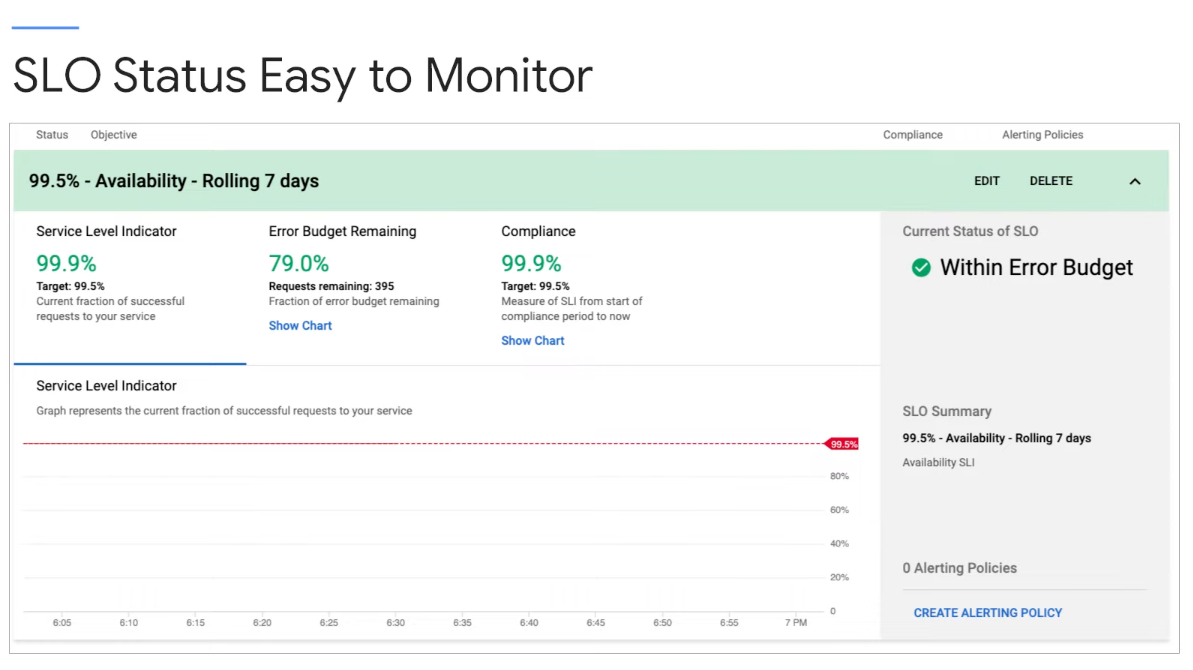 SLO Status Easy to Monitor
Status Objective Compliance Alerting Policies
99.5% - Availability - Rolling 7 days EDIT DELETE
Service Level Indicator
99.9%
Target: 99.5%
Current fraction of successful
requests to your service
Error Budget Remaining
79.0%
Requests remaining: 395
Fraction of error budget remaining
Show Chart
Compliance
99.9%
Target: 99.5%
Measure of SLI from start of
compliance period to now
Show Chart
Current Status of SLO
Within Error Budget
Service Level Indicator
Graph represents the current fraction of successful requests to your service
99.5%
80%
60%
40%
20%
0
6:05 6:10 6:15 6:20 6:25 6:30 6:35 6:40 6:45 6:50 6:55 7 PM
SLO Summary
99.5% - Availability - Rolling 7 days
Availability SLI
0 Alerting Policies
CREATE ALERTING POLICY